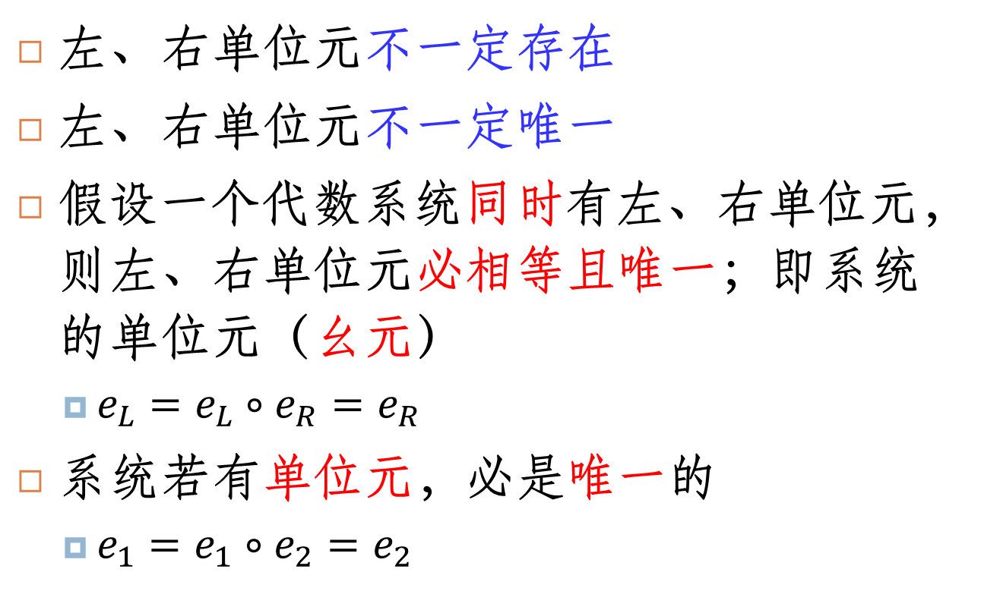 左、右单位元不一定存在
左、右单位元不一定唯一
假设一个代数系统同时有左、右单位元，
则左、右单位元必相等且唯一；即系统
的单位元（幺元）
e_L = e_L ∘ e_R = e_R
系统若有单位元，必是唯一的
e_1 = e_1 ∘ e_2 = e_2